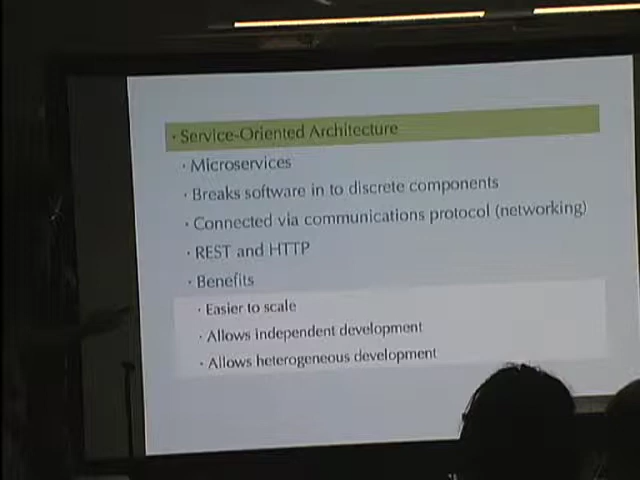 · Service-Oriented Architecture
· Microservices
· Breaks software in to discrete components
· Connected via communications protocol (networking)
· REST and HTTP
· Benefits
· Easier to scale
· Allows independent development
· Allows heterogeneous development